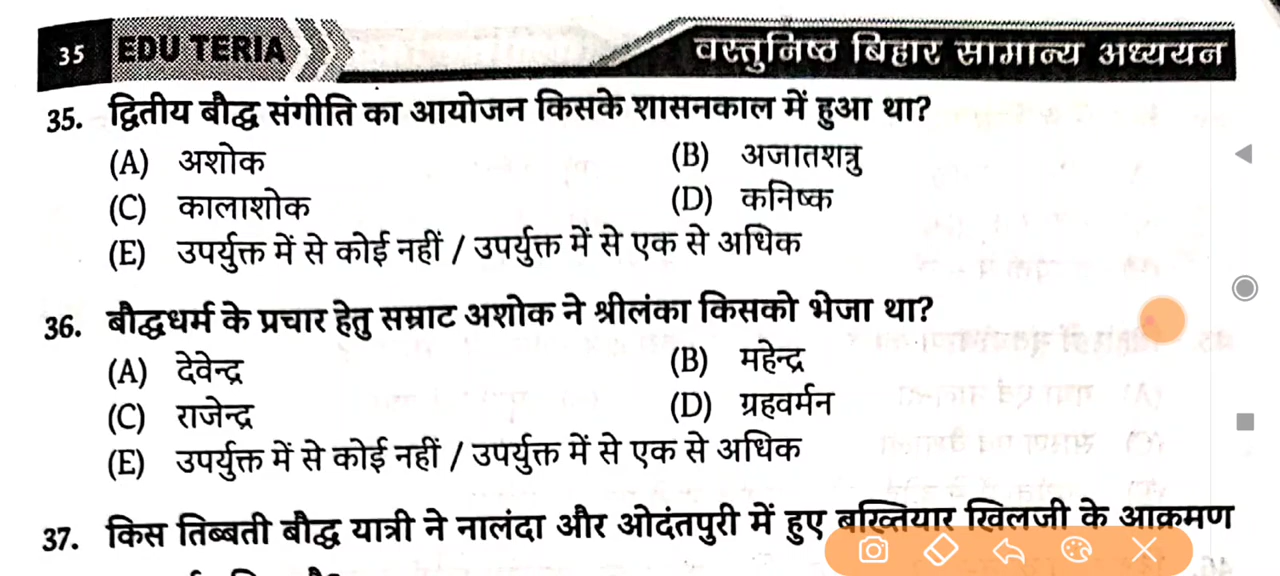 35 EDU TERIA वस्तुनिष्ठ बिहार सामान्य अध्ययन
35. द्वितीय बौद्ध संगीति का आयोजन किसके शासनकाल में हुआ था?
(A) अशोक (B) अजातशत्रु
(C) कालाशोक (D) कनिष्क
(E) उपर्युक्त में से कोई नहीं / उपर्युक्त में से एक से अधिक
36. बौद्धधर्म के प्रचार हेतु सम्राट अशोक ने श्रीलंका किसको भेजा था?
(A) देवेन्द्र (B) महेन्द्र
(C) राजेन्द्र (D) ग्रहवर्मन
(E) उपर्युक्त में से कोई नहीं / उपर्युक्त में से एक से अधिक
37. किस तिब्बती बौद्ध यात्री ने नालंदा और ओदंतपुरी में हुए बख्तियार खिलजी के आक्रमण